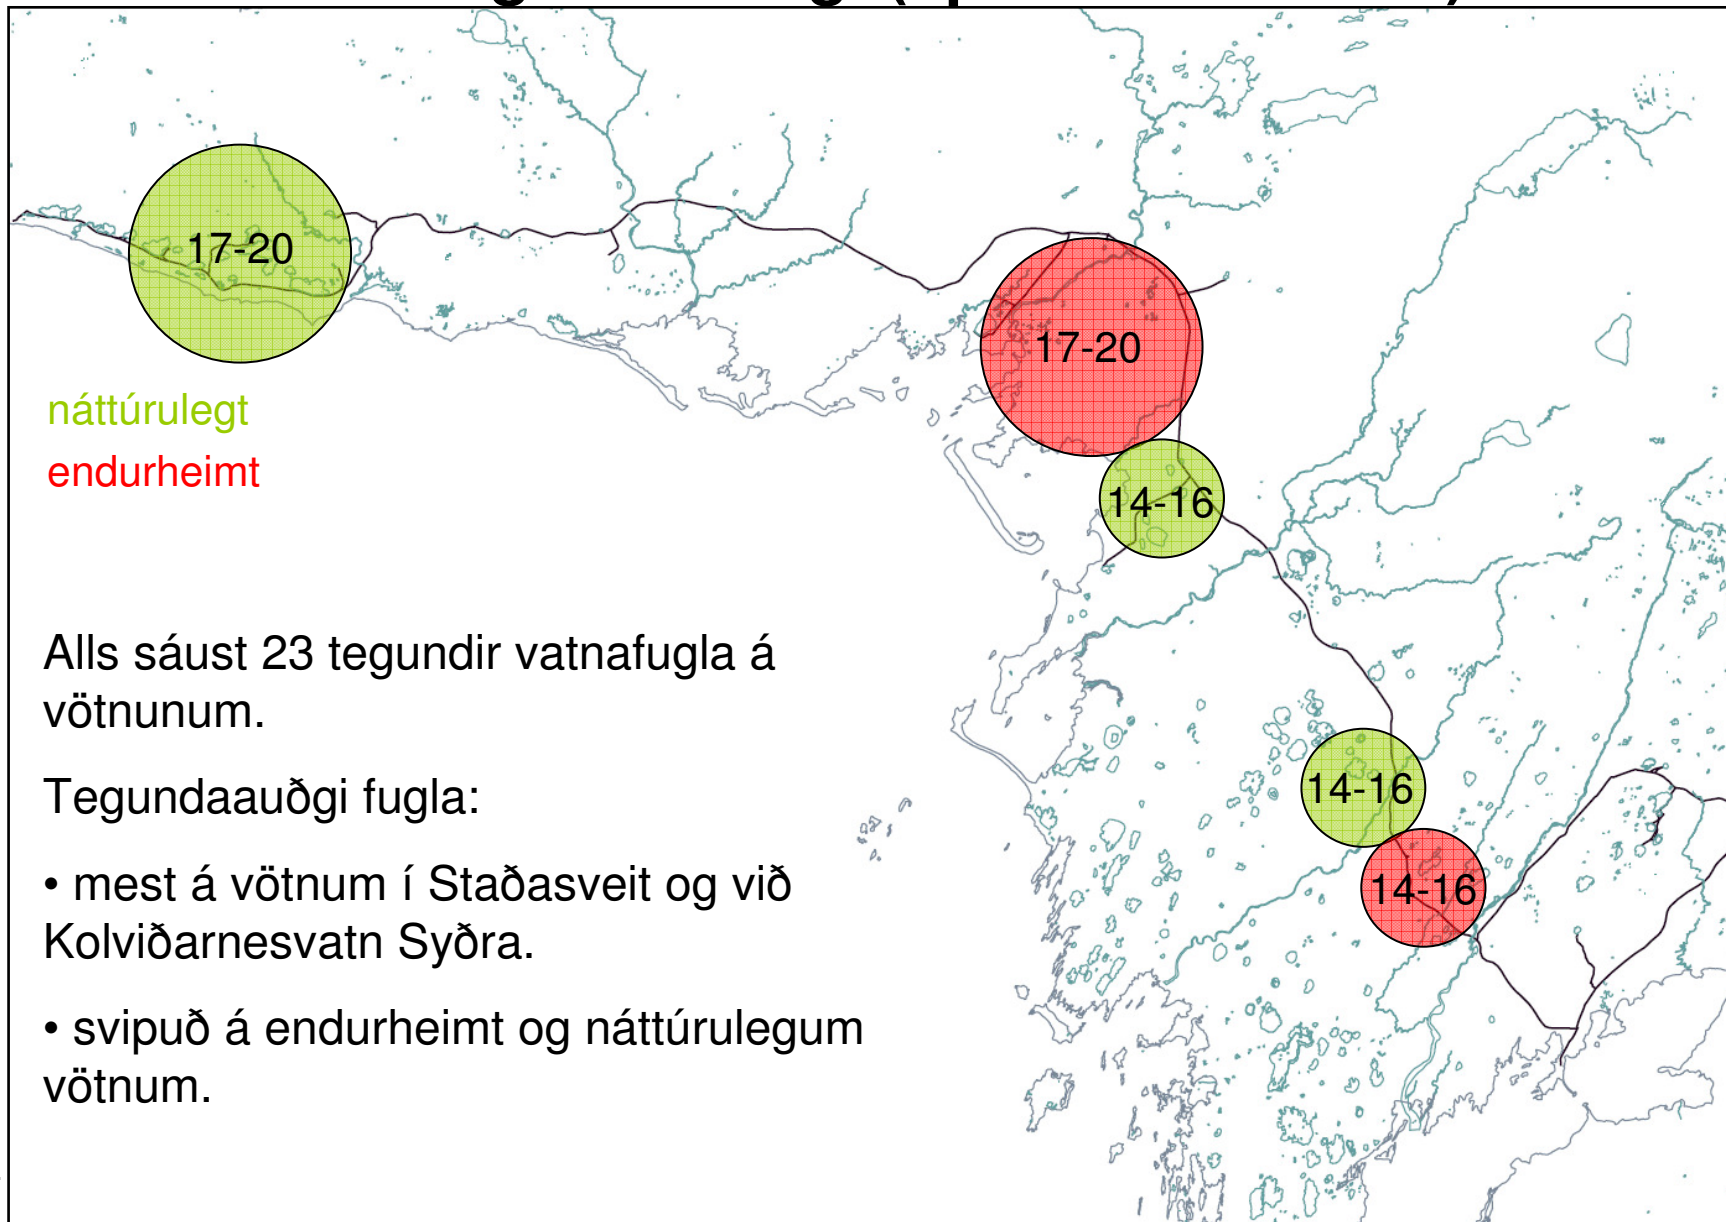 17-20
17-20
náttúrulegt
endurheimt
14-16
Alls sáust 23 tegundir vatnafugla á
vötnunum.
Tegundaauðgi fugla:
14-16
• mest á vötnum í Staðasveit og við
Kolviðarnesvatn Syðra.
14-16
• svipuð á endurheimt og náttúrulegum
vötnum.